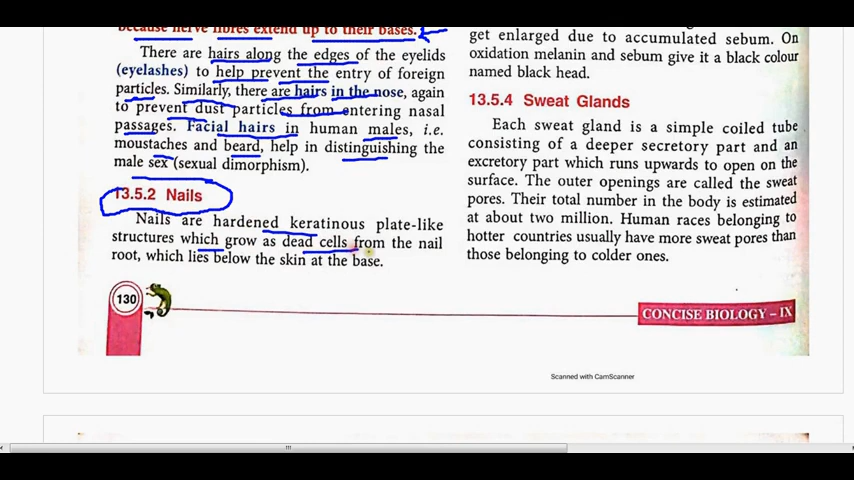 because nerve fibres extend up to their bases.
There are hairs along the edges of the eyelids
(eyelashes) to help prevent the entry of foreign
particles. Similarly, there are hairs in the nose, again
to prevent dust particles from entering nasal
passages. Facial hairs in human males, i.e.
moustaches and beard, help in distinguishing the
male sex (sexual dimorphism).
13.5.2 Nails
Nails are hardened keratinous plate-like
structures which grow as dead cells from the nail
root, which lies below the skin at the base.
get enlarged due to accumulated sebum. On
oxidation melanin and sebum give it a black colour
named black head.
13.5.4 Sweat Glands
Each sweat gland is a simple coiled tube
consisting of a deeper secretory part and an
excretory part which runs upwards to open on the
surface. The outer openings are called the sweat
pores. Their total number in the body is estimated
at about two million. Human races belonging to
hotter countries usually have more sweat pores than
those belonging to colder ones.
130
CONCISE BIOLOGY – IX
Scanned with CamScanner